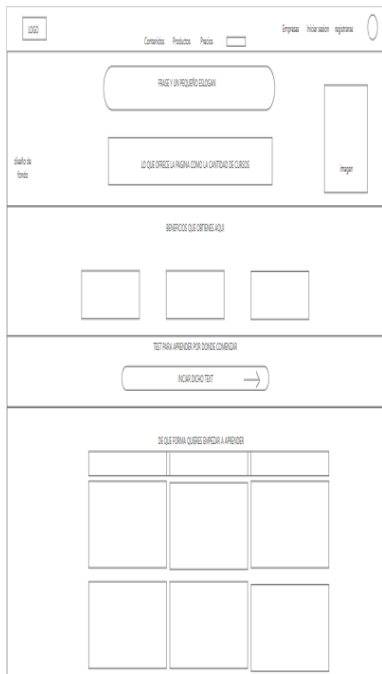 LOGO
Contenidos Productos Precios
Empresas Iniciar sesion registrarse
FRASE Y UN PEQUEÑO ESLOGAN
LO QUE OFRECE LA PAGINA COMO LA CANTIDAD DE CURSOS
diseño de
fondo
imagen
BENEFICIOS QUE OBTIENES AQUI
TEST PARA APRENDER POR DONDE COMENZAR
INICIAR DICHO TEXT
DE QUE FORMA QUIERES EMPEZAR A APRENDER